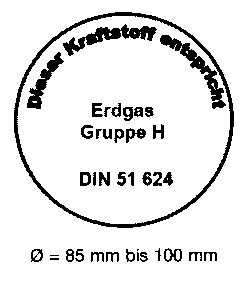 Dieser Kraftstoff entspricht
Erdgas
Gruppe H
DIN 51 624
Ø = 85 mm bis 100 mm